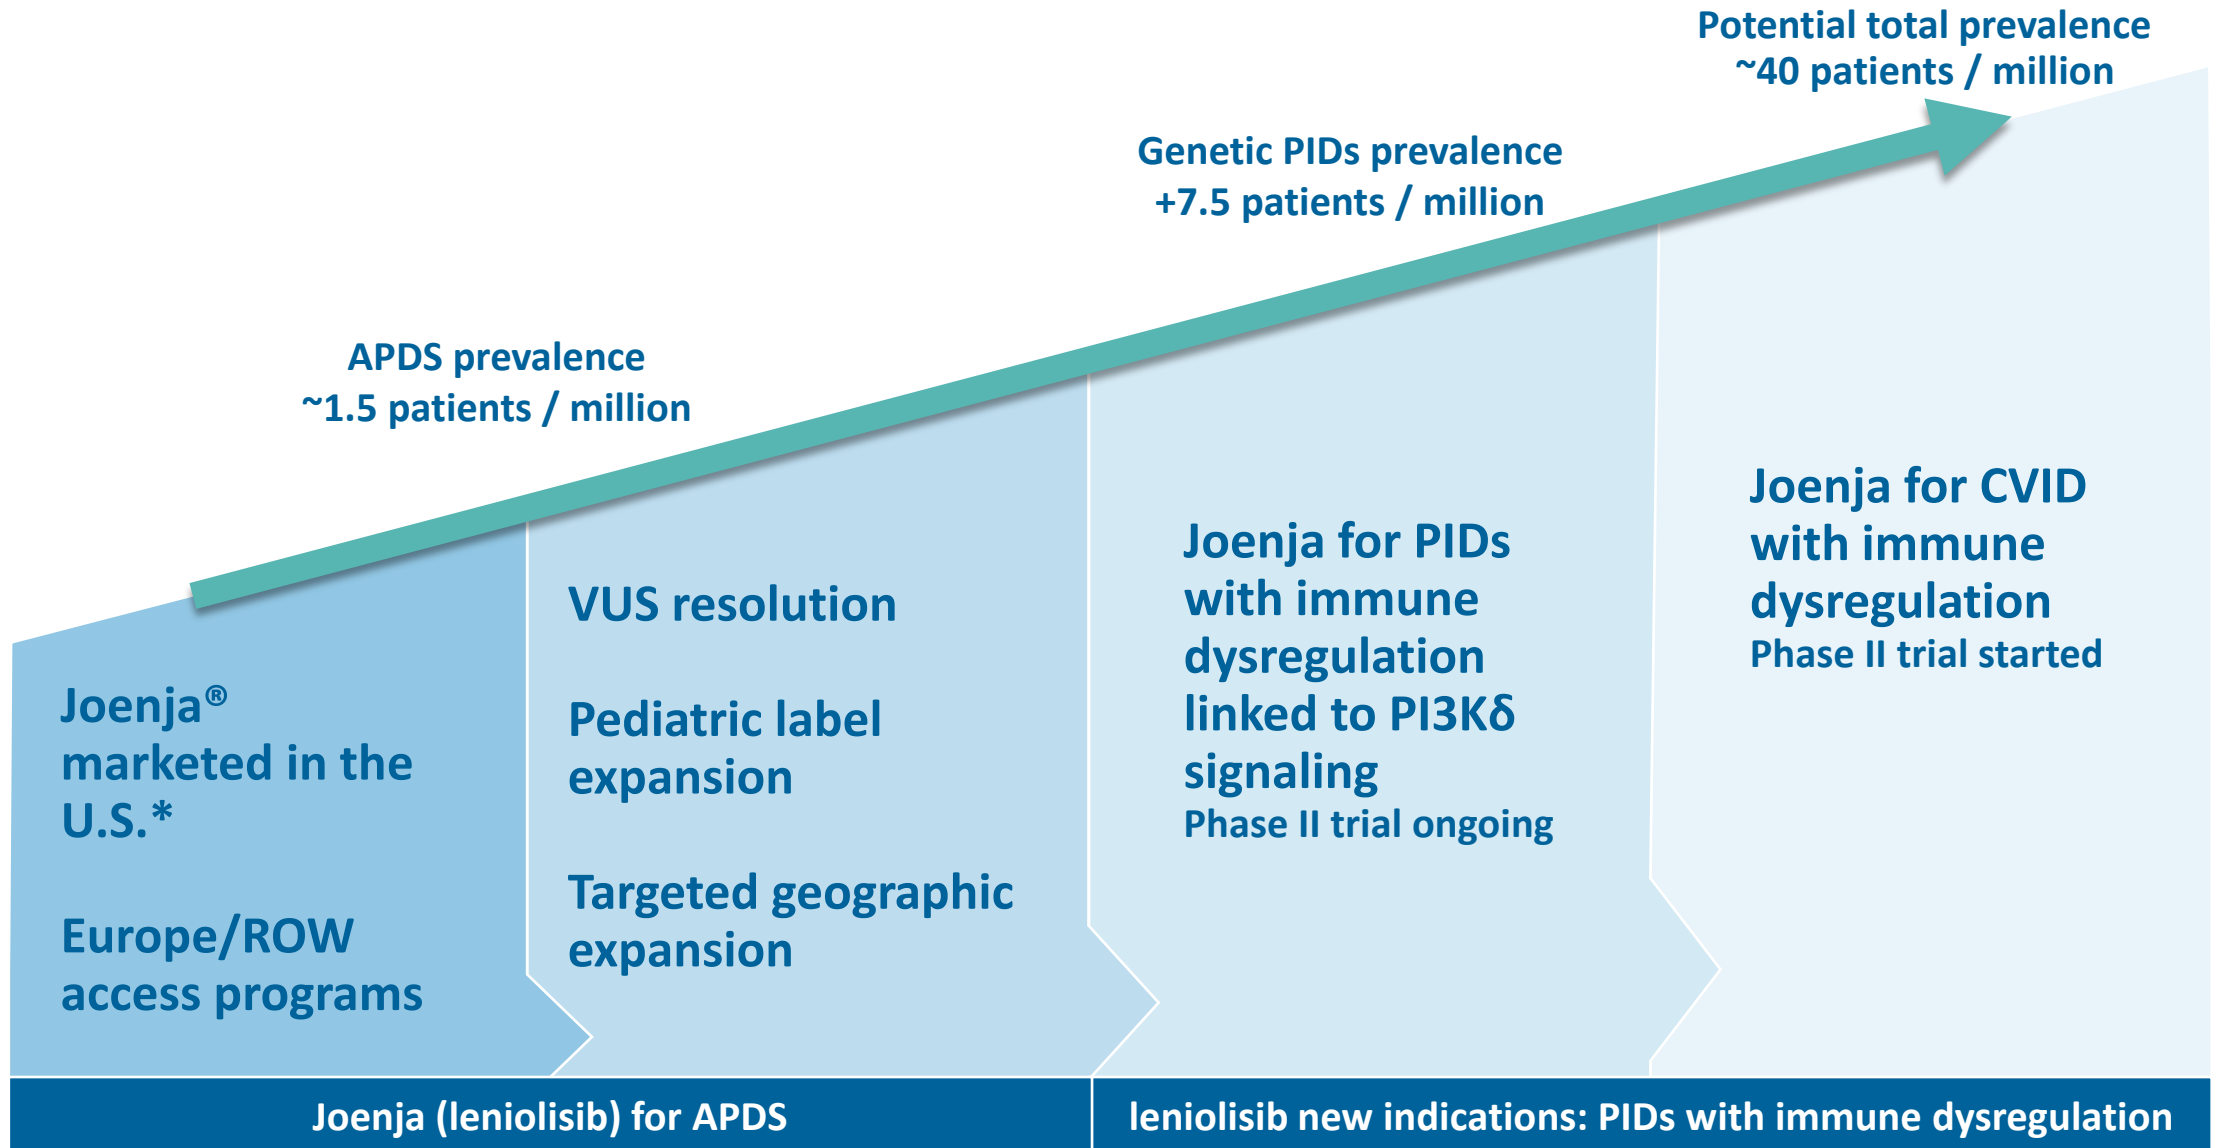 Potential total prevalence
~40 patients / million
Genetic PIDs prevalence
+7.5 patients / million
APDS prevalence
~1.5 patients / million
Joenja®
marketed in the
U.S.*
Europe/ROW
access programs
VUS resolution
Pediatric label
expansion
Targeted geographic
expansion
Joenja for PIDs
with immune
dysregulation
linked to PI3Kδ
signaling
Phase II trial ongoing
Joenja for CVID
with immune
dysregulation
Phase II trial started
Joenja (leniolisib) for APDS
leniolisib new indications: PIDs with immune dysregulation